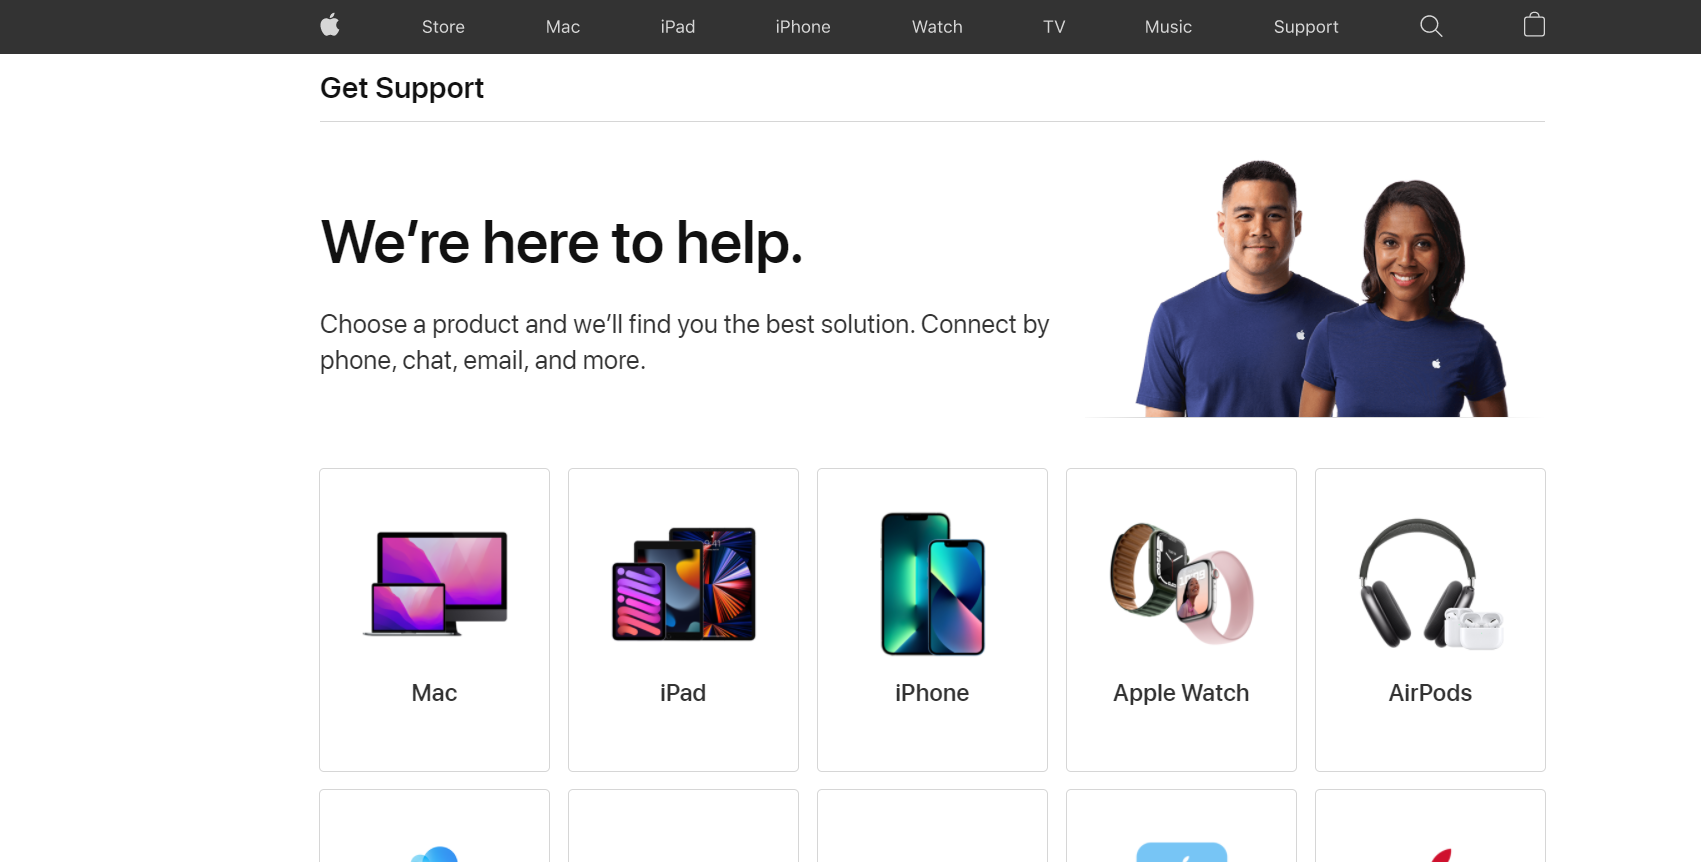 Store Mac iPad iPhone Watch TV Music Support
Get Support
We’re here to help.
Choose a product and we’ll find you the best solution. Connect by
phone, chat, email, and more.
9:41
Mac iPad iPhone Apple Watch AirPods